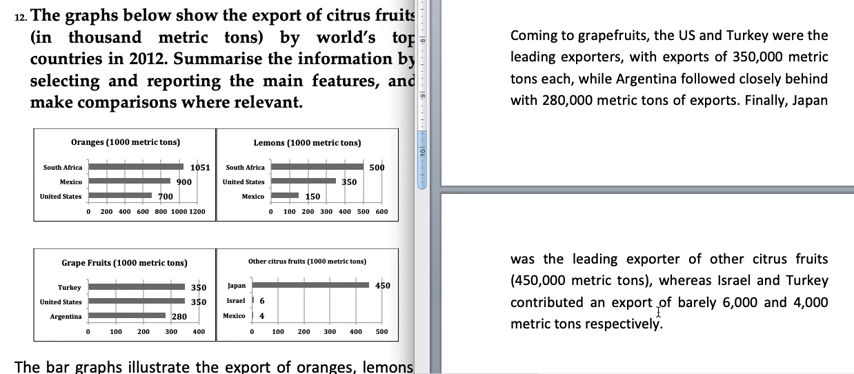 12. The graphs below show the export of citrus fruits
(in thousand metric tons) by world's top
countries in 2012. Summarise the information by
selecting and reporting the main features, and
make comparisons where relevant.
Oranges (1000 metric tons)
South Africa 1051
Mexico 900
United States 700
0 200 400 600 800 1000 1200
Lemons (1000 metric tons)
South Africa 500
United States 350
Mexico 150
0 100 200 300 400 500 600
Grape Fruits (1000 metric tons)
Turkey 350
United States 350
Argentina 280
0 100 200 300 400
Other citrus fruits (1000 metric tons)
Japan 450
Israel 6
Mexico 4
0 100 200 300 400 500
The bar graphs illustrate the export of oranges, lemons
Coming to grapefruits, the US and Turkey were the
leading exporters, with exports of 350,000 metric
tons each, while Argentina followed closely behind
with 280,000 metric tons of exports. Finally, Japan
was the leading exporter of other citrus fruits
(450,000 metric tons), whereas Israel and Turkey
contributed an export of barely 6,000 and 4,000
metric tons respectively.